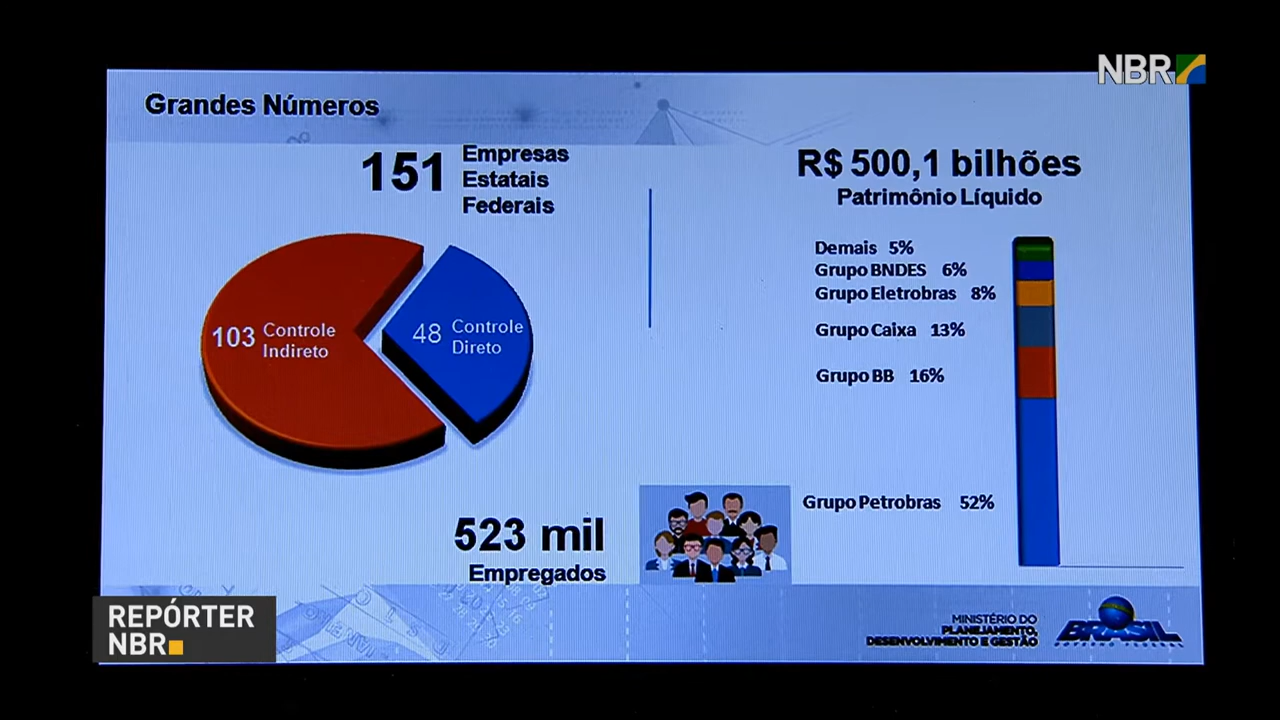 NBR
Grandes Números
151
Empresas
Estatais
Federais
103 Controle
Indireto
48 Controle
Direto
523 mil
Empregados
R$ 500,1 bilhões
Patrimônio Líquido
Demais 5%
Grupo BNDES 6%
Grupo Eletrobras 8%
Grupo Caixa 13%
Grupo BB 16%
Grupo Petrobras 52%
REPÓRTER
NBR
MINISTÉRIO DO
PLANEJAMENTO,
DESENVOLVIMENTO E GESTÃO
BRASIL
GOVERNO FEDERAL